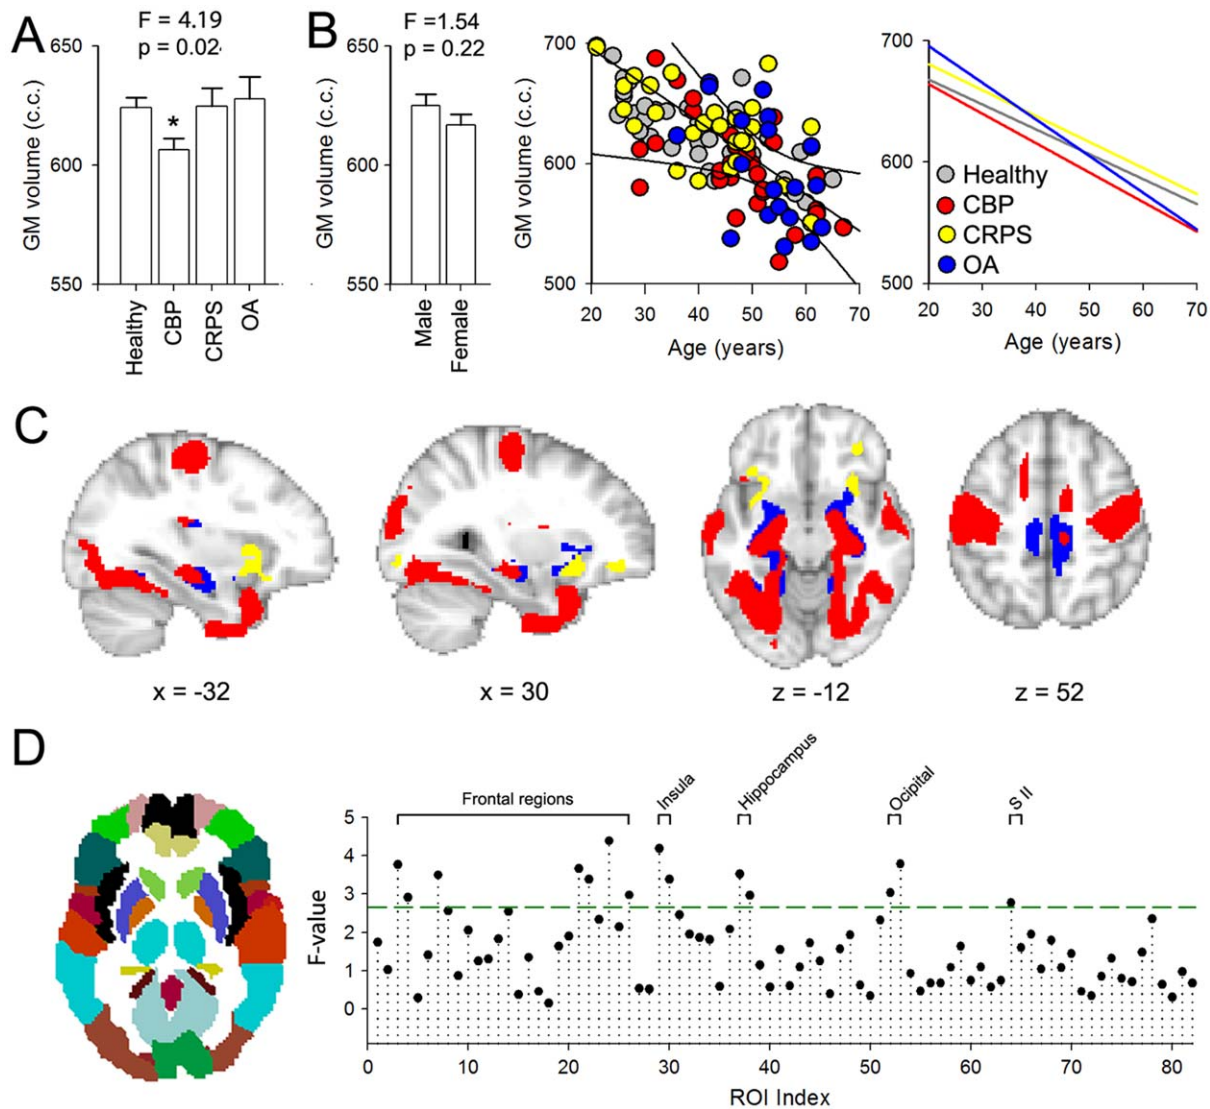 A
F = 4.19
p = 0.02
650
600
550
GM volume (c.c.)
Healthy
CBP
CRPS
OA
B
F =1.54
p = 0.22
650
600
550
GM volume (c.c.)
Male
Female
700
600
500
GM volume (c.c.)
20 30 40 50 60 70
Age (years)
700
600
500
Healthy
CBP
CRPS
OA
20 30 40 50 60 70
Age (years)
C
x = -32
x = 30
z = -12
z = 52
D
Frontal regions
Insula
Hippocampus
Ocipital
S II
5
4
3
2
1
0
F-value
0 10 20 30 40 50 60 70 80
ROI Index